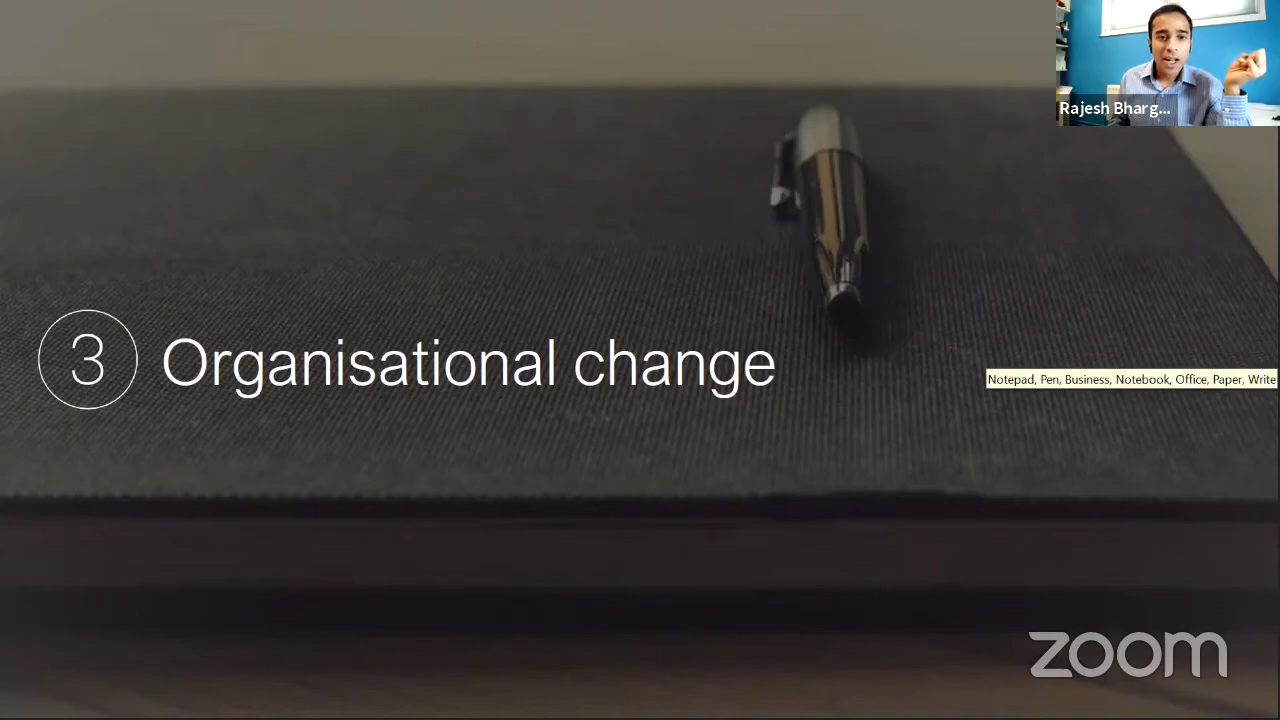 Rajesh Bharg...
3 Organisational change
Notepad, Pen, Business, Notebook, Office, Paper, Write
zoom